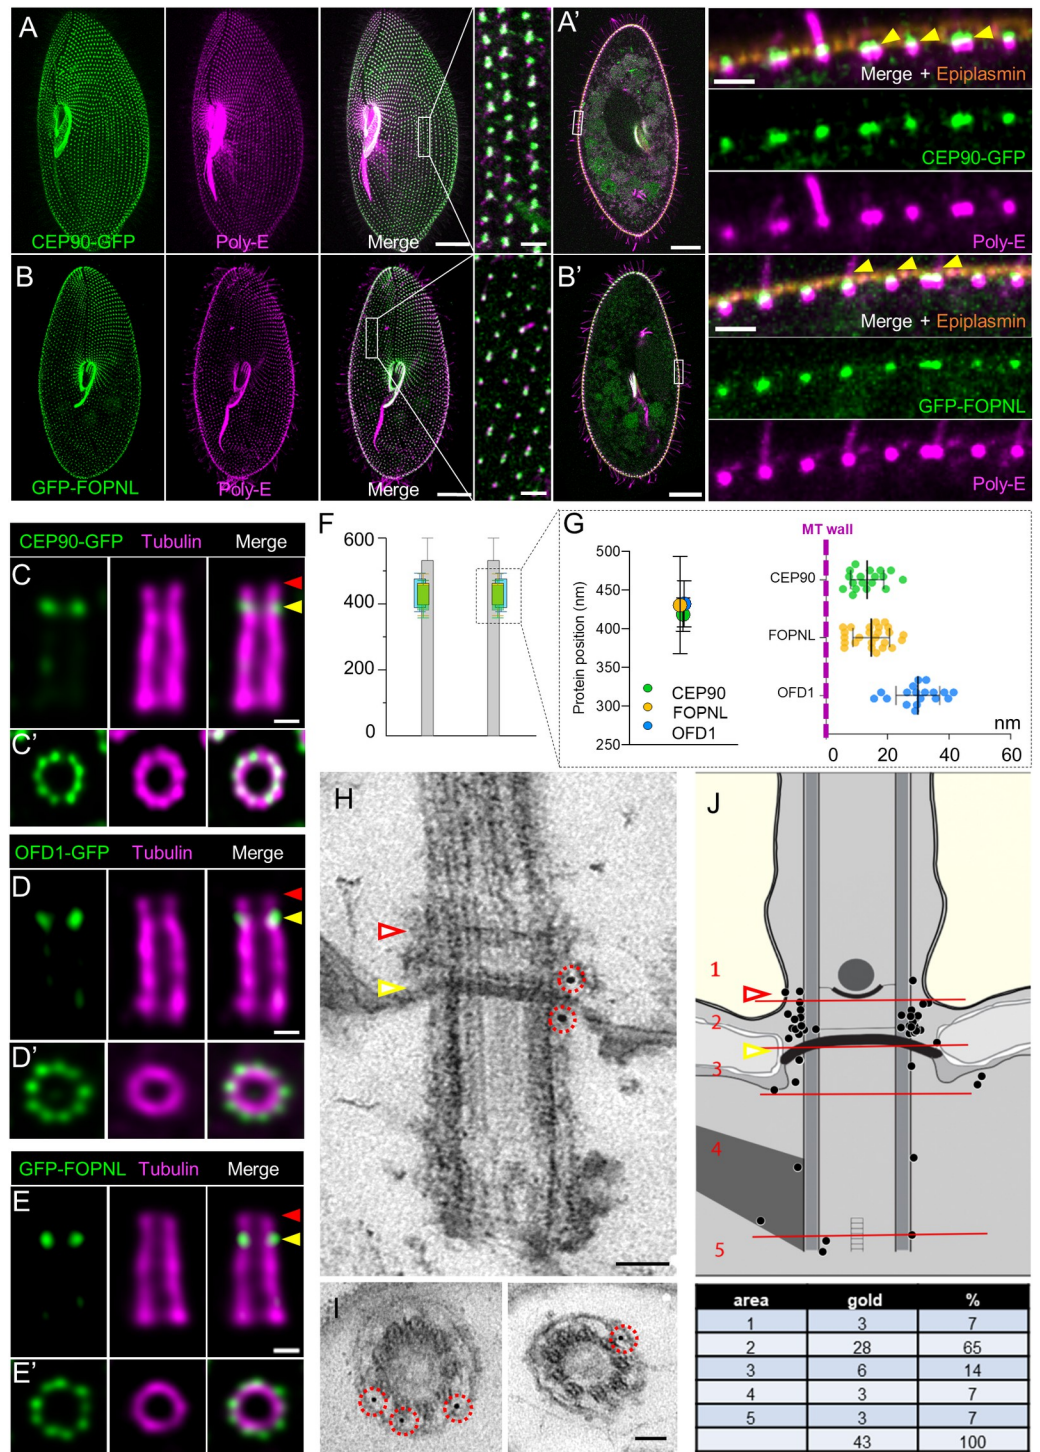 A
CEP90-GFP
Poly-E
Merge
A'
Merge + Epiplasmin
CEP90-GFP
Poly-E
B
GFP-FOPNL
Poly-E
Merge
B'
Merge + Epiplasmin
GFP-FOPNL
Poly-E
CEP90-GFP Tubulin Merge
C
C'
OFD1-GFP Tubulin Merge
D
D'
GFP-FOPNL Tubulin Merge
E
E'
F
600
400
200
0
G
Protein position (nm)
500
450
400
350
300
250
CEP90
FOPNL
OFD1
MT wall
CEP90
FOPNL
OFD1
nm
0 20 40 60
H
I
J
1
2
3
4
5
area gold %
1 3 7
2 28 65
3 6 14
4 3 7
5 3 7
43 100